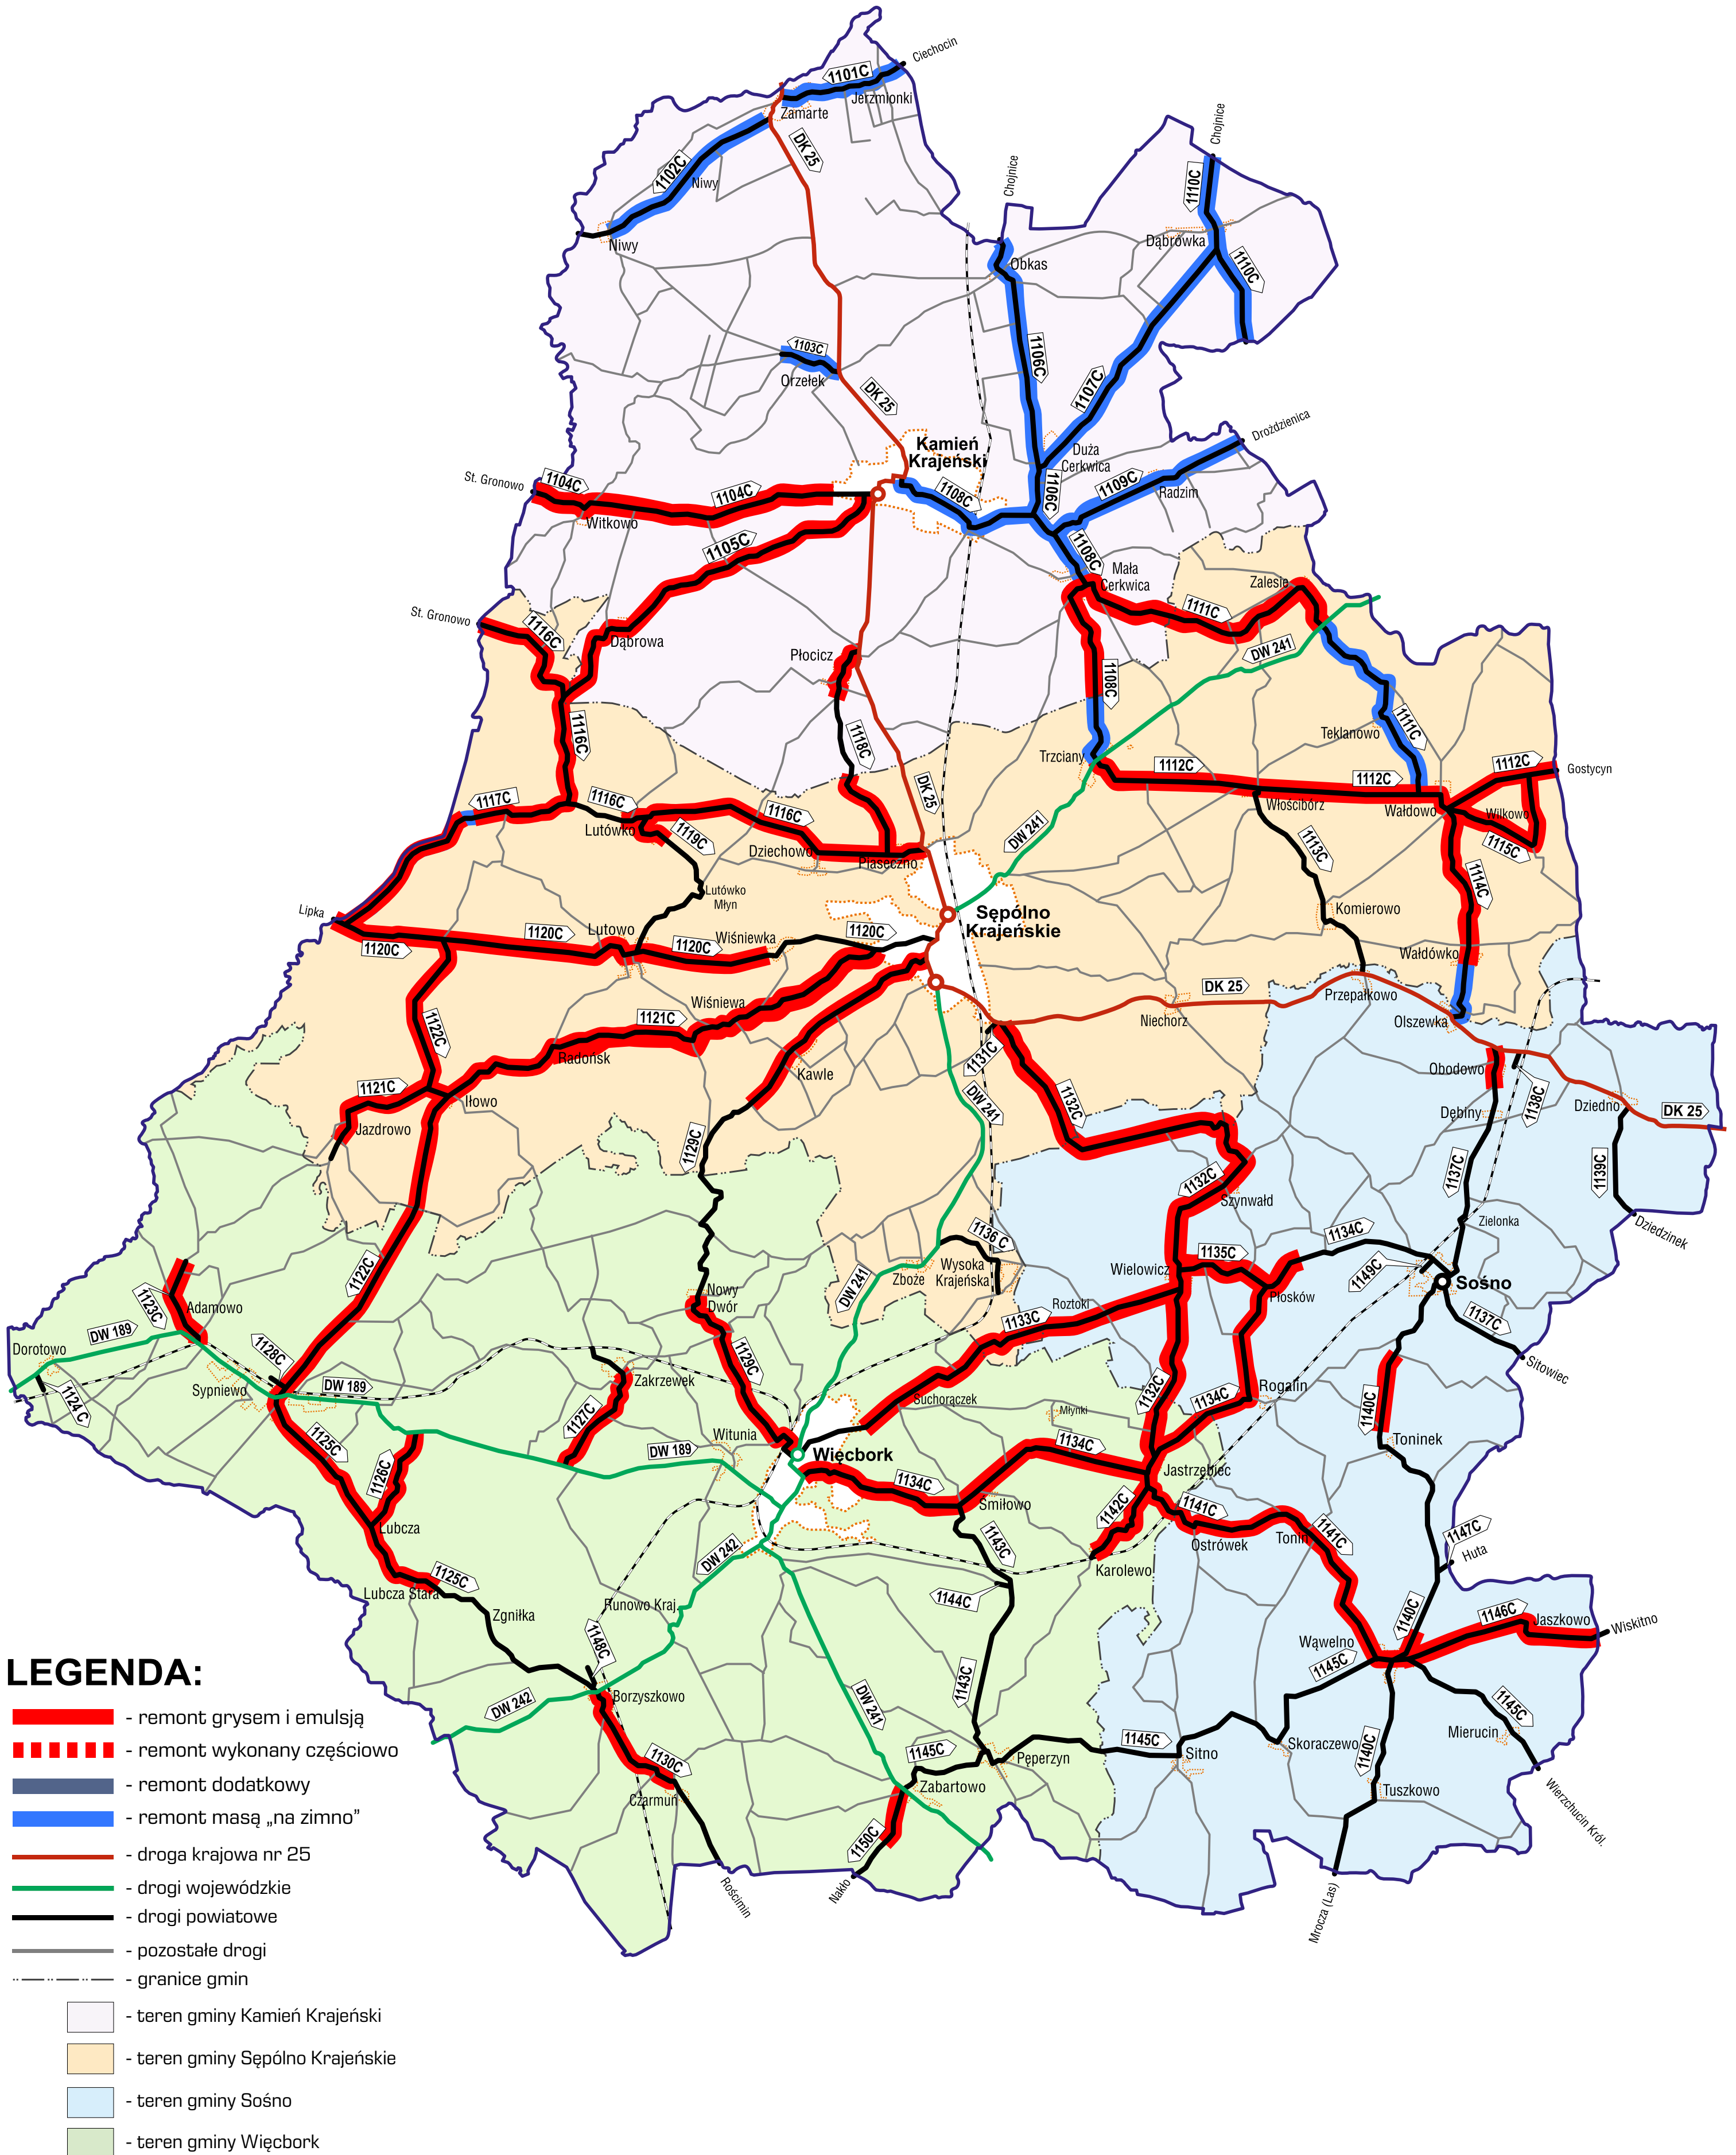 Ciechocin
1101C
Jerzmionki
Zamarte
DK 25
1102C
Niwy
Niwy
Chojnice
Chojnice
1110C
Dąbrówka
1110C
Obkas
1106C
1107C
1103C
Orzełek
DK 25
Kamień
Krajeński
Duża
Cerkwica
Drożdzienica
1109C
Radzim
St. Gronowo
1104C
1104C
Witkowo
1108C
1106C
1105C
1108C
Mała
Cerkwica
Zalesie
1111C
St. Gronowo
1116C
Dąbrowa
Płocicz
DW 241
1108C
1116C
1118C
Teklanowo
1111C
Trzciany
1112C
1112C
1112C
Gostycyn
DK 25
1117C
1116C
Lutówko
1116C
1119C
Dziechowo
Piaseczno
DW 241
Włościbórz
Wałdowo
Wilkowo
1115C
1113C
1114C
Lutówko
Młyn
Lipka
Sępólno
Krajeńskie
Komierowo
1120C
1120C
Lutowo
1120C
Wiśniewka
1120C
Wałdówko
Wiśniewa
1121C
1122C
Radońsk
DK 25
Niechorz
Przepałkowo
Olszewka
1131C
Kawle
1121C
Iłowo
Jazdrowo
DW 241
1132C
Obodowo
Dębiny
1138C
Dziedno
DK 25
1129C
1132C
Szynwałd
1137C
1139C
Zielonka
Dziedzinek
1136 C
Wysoka
Krajeńska
Zboże
DW 241
1134C
1135C
Wielowicz
Płosków
1149C
Sośno
1137C
Sitowiec
1122C
1123C
Adamowo
DW 189
Dorotowo
1124 C
Sypniewo
1128C
DW 189
Nowy
Dwór
1129C
Roztoki
1133C
Zakrzewek
1127C
Suchorączek
Młynki
1132C
1134C
Rogalin
1140C
Toninek
1125C
1126C
Witunia
DW 189
Więcbork
1134C
1134C
Jastrzębiec
Śmiłowo
1142C
1141C
Ostrówek
Tonin
1141C
Lubcza
Karolewo
1143C
1144C
1147C
Huta
DW 242
1125C
Lubcza Stara
Zgniłka
Runowo Kraj.
1148C
1140C
1146C
Jaszkowo
Wiskitno
Wąwelno
1145C
Borzyszkowo
DW 242
DW 241
1143C
1145C
Mierucin
Skoraczewo
1140C
1145C
Sitno
1145C
Pęperzyn
Zabartowo
1130C
Czarmuń
Tuszkowo
Wierzchucin Król.
1150C
Nakło
Rościmin
Mrocza (Las)
LEGENDA:
- remont grysem i emulsją
- remont wykonany częściowo
- remont dodatkowy
- remont masą „na zimno”
- droga krajowa nr 25
- drogi wojewódzkie
- drogi powiatowe
- pozostałe drogi
- granice gmin
- teren gminy Kamień Krajeński
- teren gminy Sępólno Krajeńskie
- teren gminy Sośno
- teren gminy Więcbork